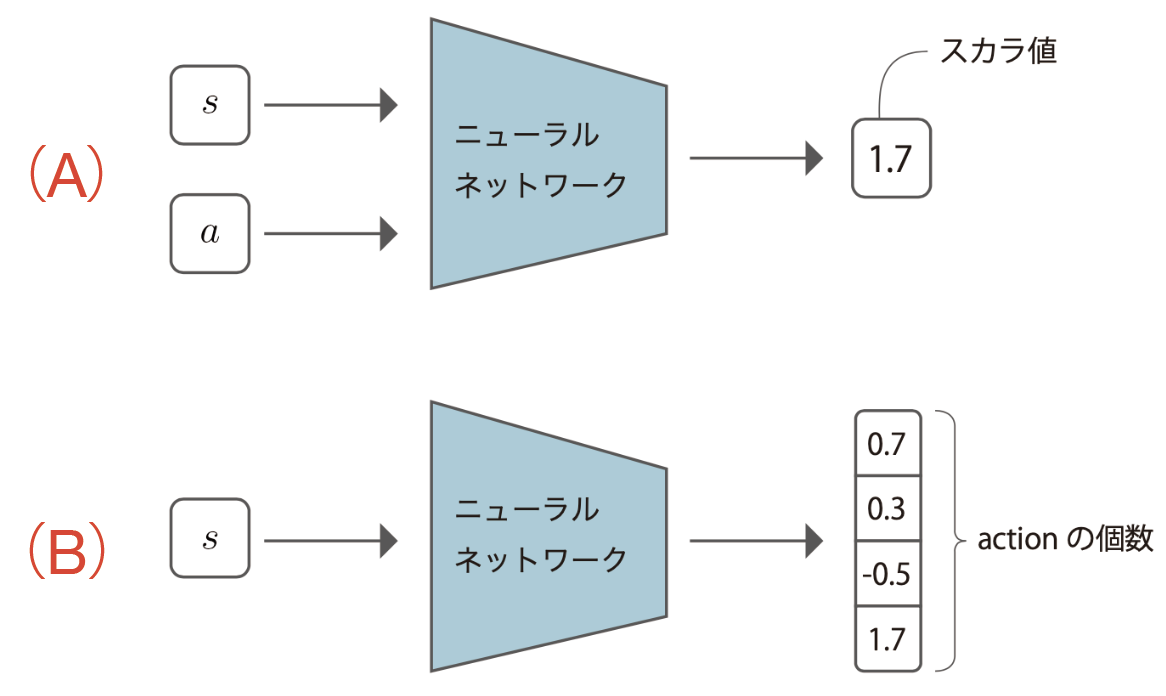 スカラ値
(A)
s
a
ニューラル
ネットワーク
1.7
(B)
s
ニューラル
ネットワーク
0.7
0.3
-0.5
1.7
action の個数